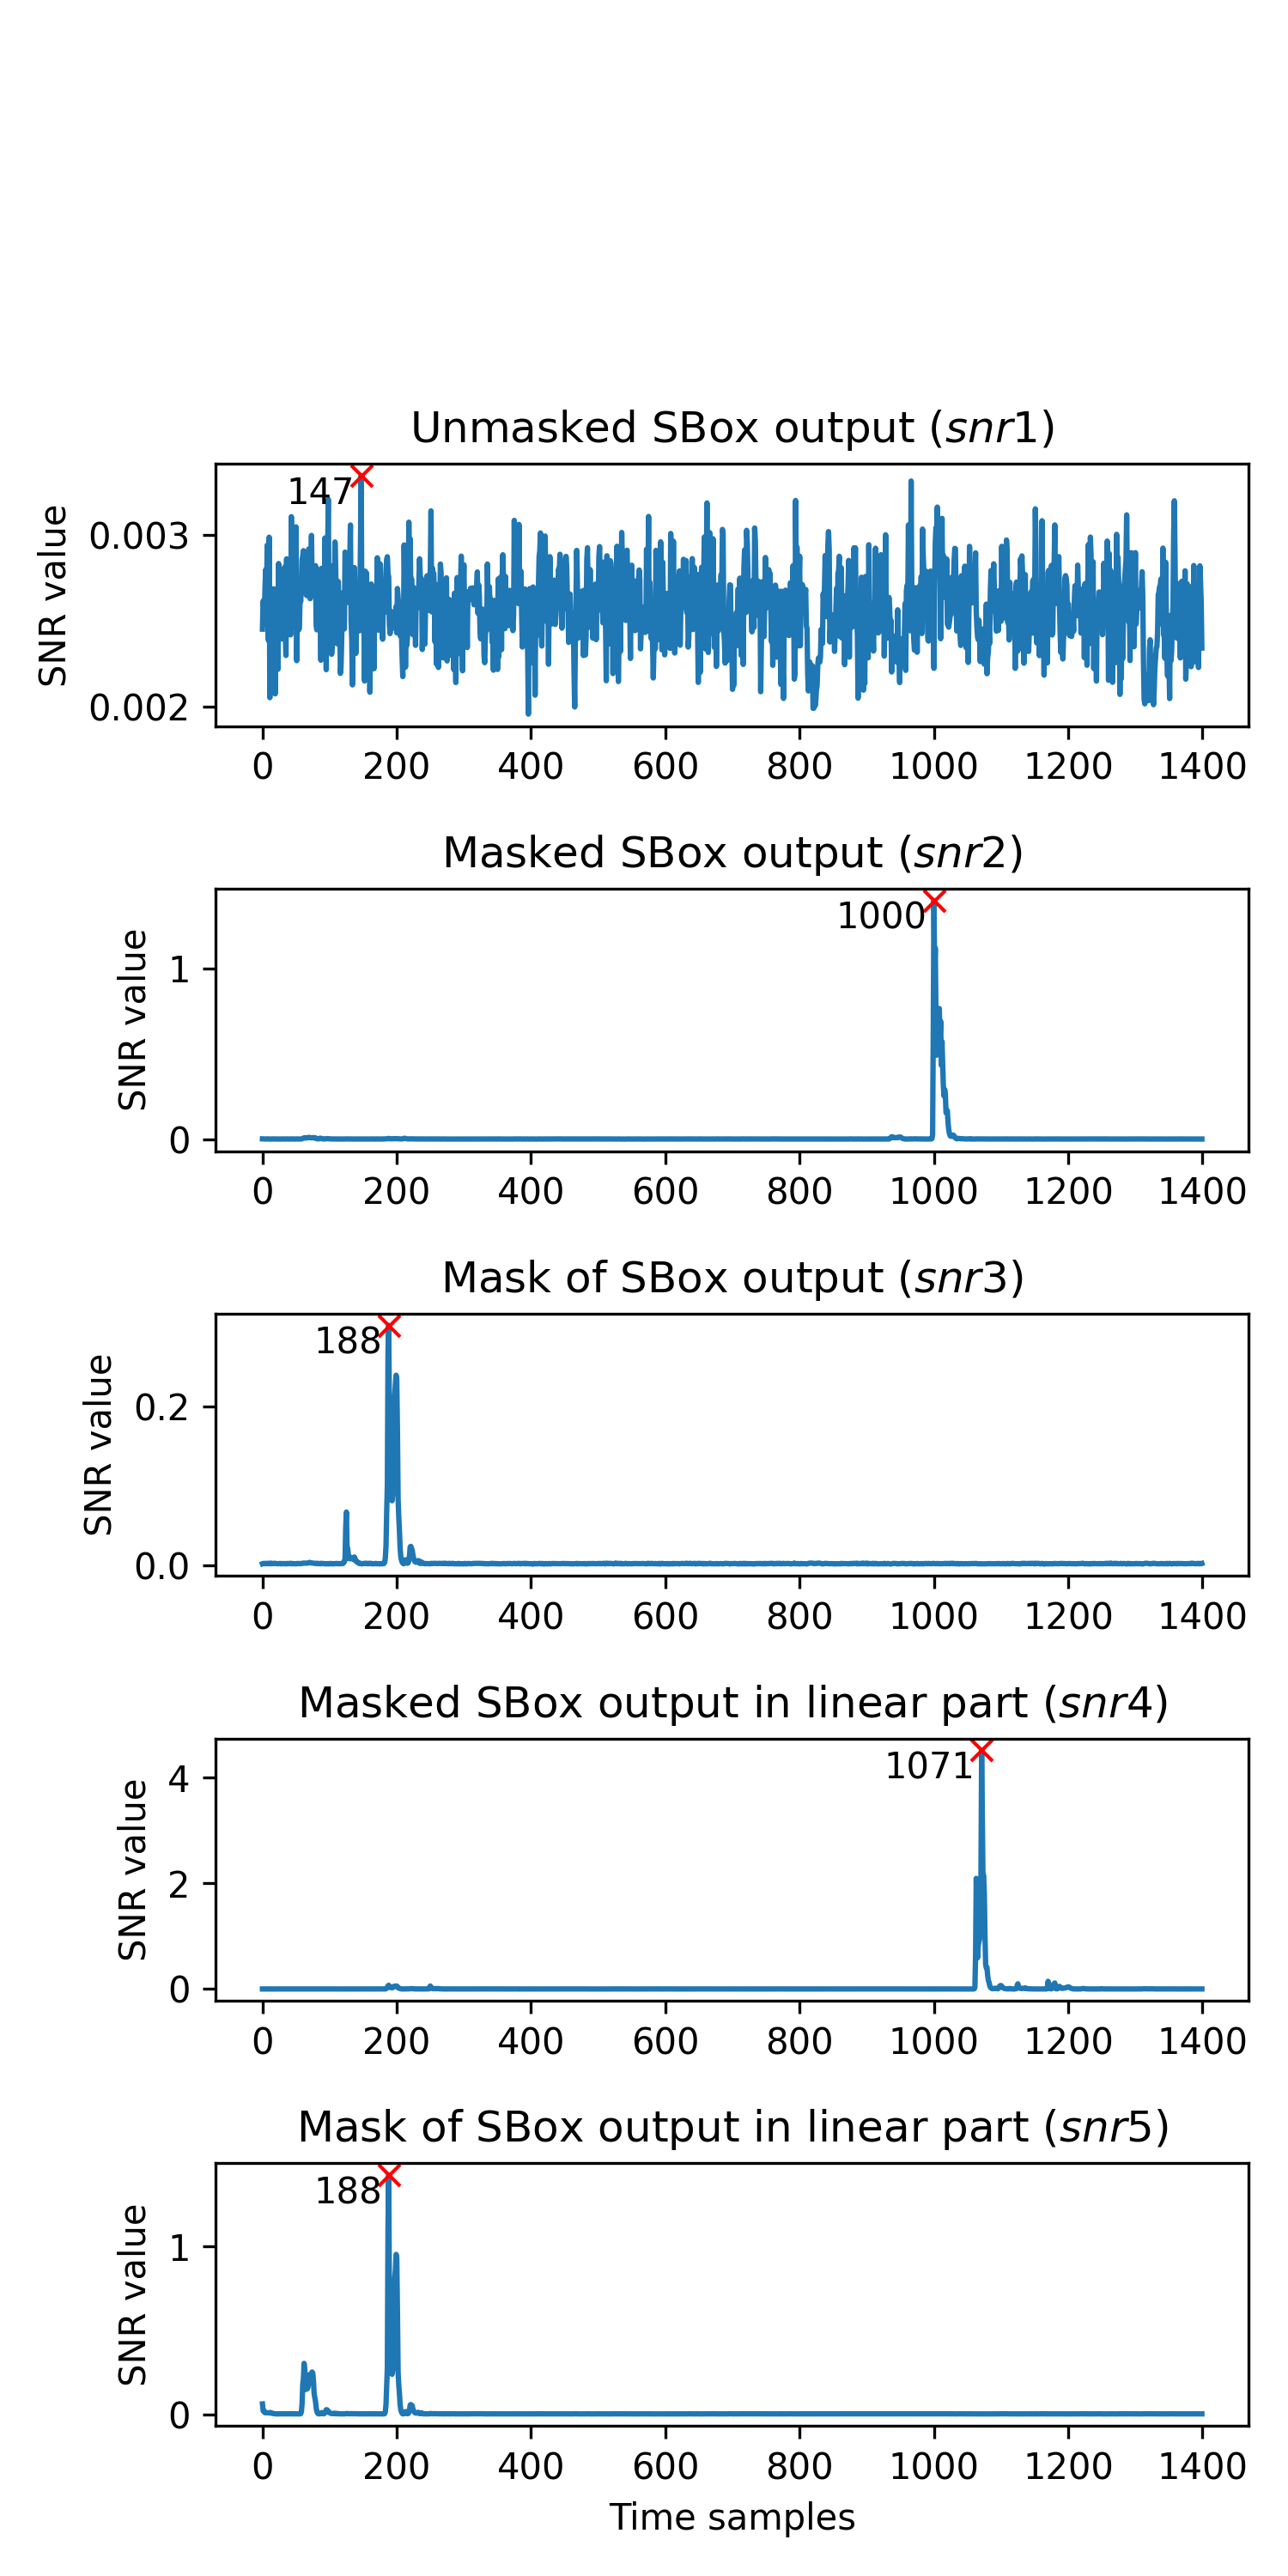 Unmasked SBox output (snr1)
SNR value
0.003
0.002
147
0 200 400 600 800 1000 1200 1400
Masked SBox output (snr2)
SNR value
1
0
1000
0 200 400 600 800 1000 1200 1400
Mask of SBox output (snr3)
SNR value
0.2
0.0
188
0 200 400 600 800 1000 1200 1400
Masked SBox output in linear part (snr4)
SNR value
4
2
0
1071
0 200 400 600 800 1000 1200 1400
Mask of SBox output in linear part (snr5)
SNR value
1
0
188
0 200 400 600 800 1000 1200 1400
Time samples